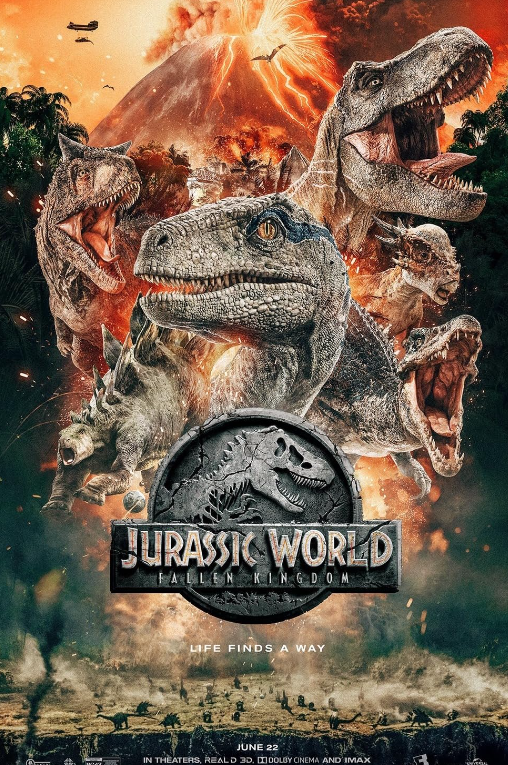 JURASSIC WORLD
FALLEN KINGDOM
LIFE FINDS A WAY
JUNE 22
IN THEATERS, REAL D 3D, DOLBY CINEMA AND IMAX